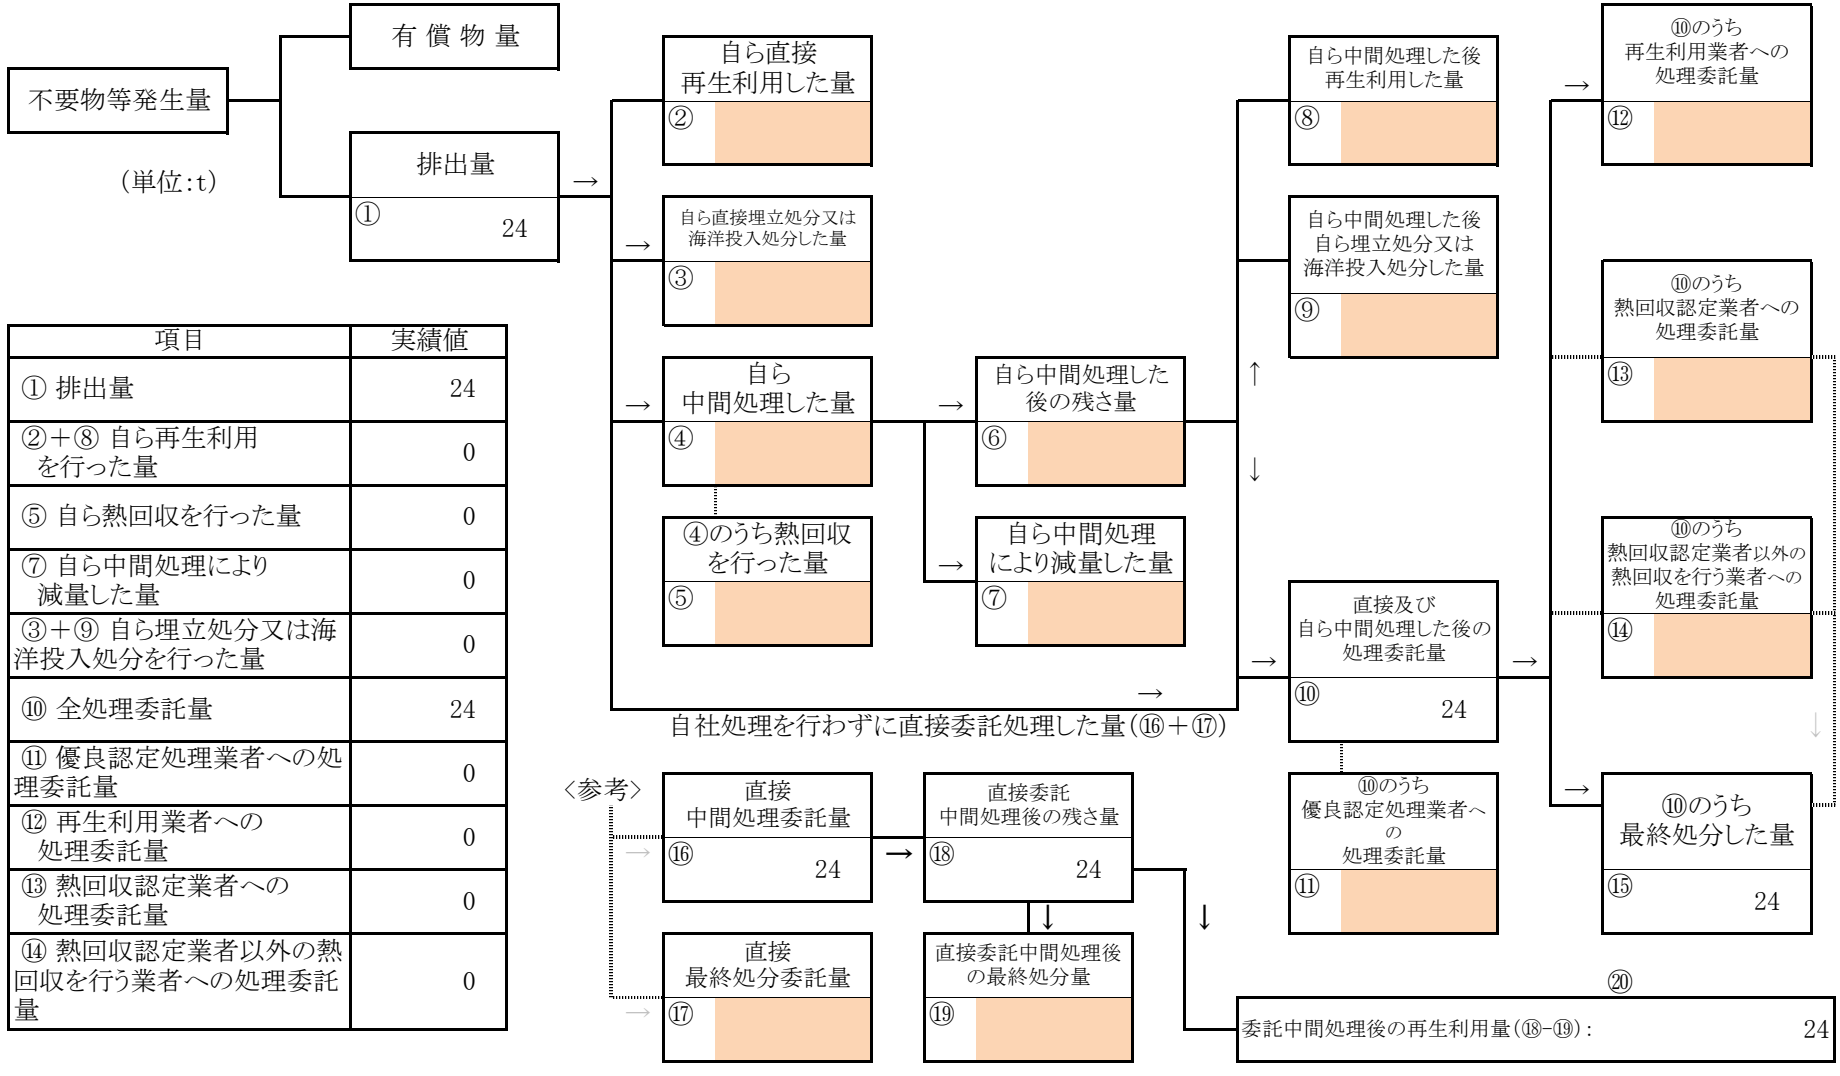 有 償 物 量
不要物等発生量
(単位:t)
排出量
①
24
→
自ら直接
再生利用した量
②
自ら直接埋立処分又は
海洋投入処分した量
→
③
自ら
中間処理した量
→
④
④のうち熱回収
を行った量
⑤
→
自ら中間処理した
後の残さ量
⑥
→
自ら中間処理
により減量した量
⑦
自ら中間処理した後
再生利用した量
⑧
自ら中間処理した後
自ら埋立処分又は
海洋投入処分した量
⑨
↑
↓
→
自社処理を行わずに直接委託処理した量(⑯+⑰)
→
直接及び
自ら中間処理した後の
処理委託量
⑩
24
→
⑩のうち
優良認定処理業者へ
の
処理委託量
⑪
→
⑩のうち
再生利用業者への
処理委託量
⑫
⑩のうち
熱回収認定業者への
処理委託量
⑬
⑩のうち
熱回収認定業者以外の
熱回収を行う業者への
処理委託量
⑭
↓
→
⑩のうち
最終処分した量
⑮
24
項目 実績値
① 排出量 24
②+⑧ 自ら再生利用
を行った量 0
⑤ 自ら熱回収を行った量 0
⑦ 自ら中間処理により
減量した量 0
③+⑨ 自ら埋立処分又は海
洋投入処分を行った量 0
⑩ 全処理委託量 24
⑪ 優良認定処理業者への処
理委託量 0
⑫ 再生利用業者への
処理委託量 0
⑬ 熱回収認定業者への
処理委託量 0
⑭ 熱回収認定業者以外の熱
回収を行う業者への処理委託
量 0
<参考>
→
直接
中間処理委託量
⑯
24
→
直接委託
中間処理後の残さ量
⑱
24
↓
↓
→
直接
最終処分委託量
⑰
直接委託中間処理後
の最終処分量
⑲
⑳
委託中間処理後の再生利用量(⑱-⑲): 24